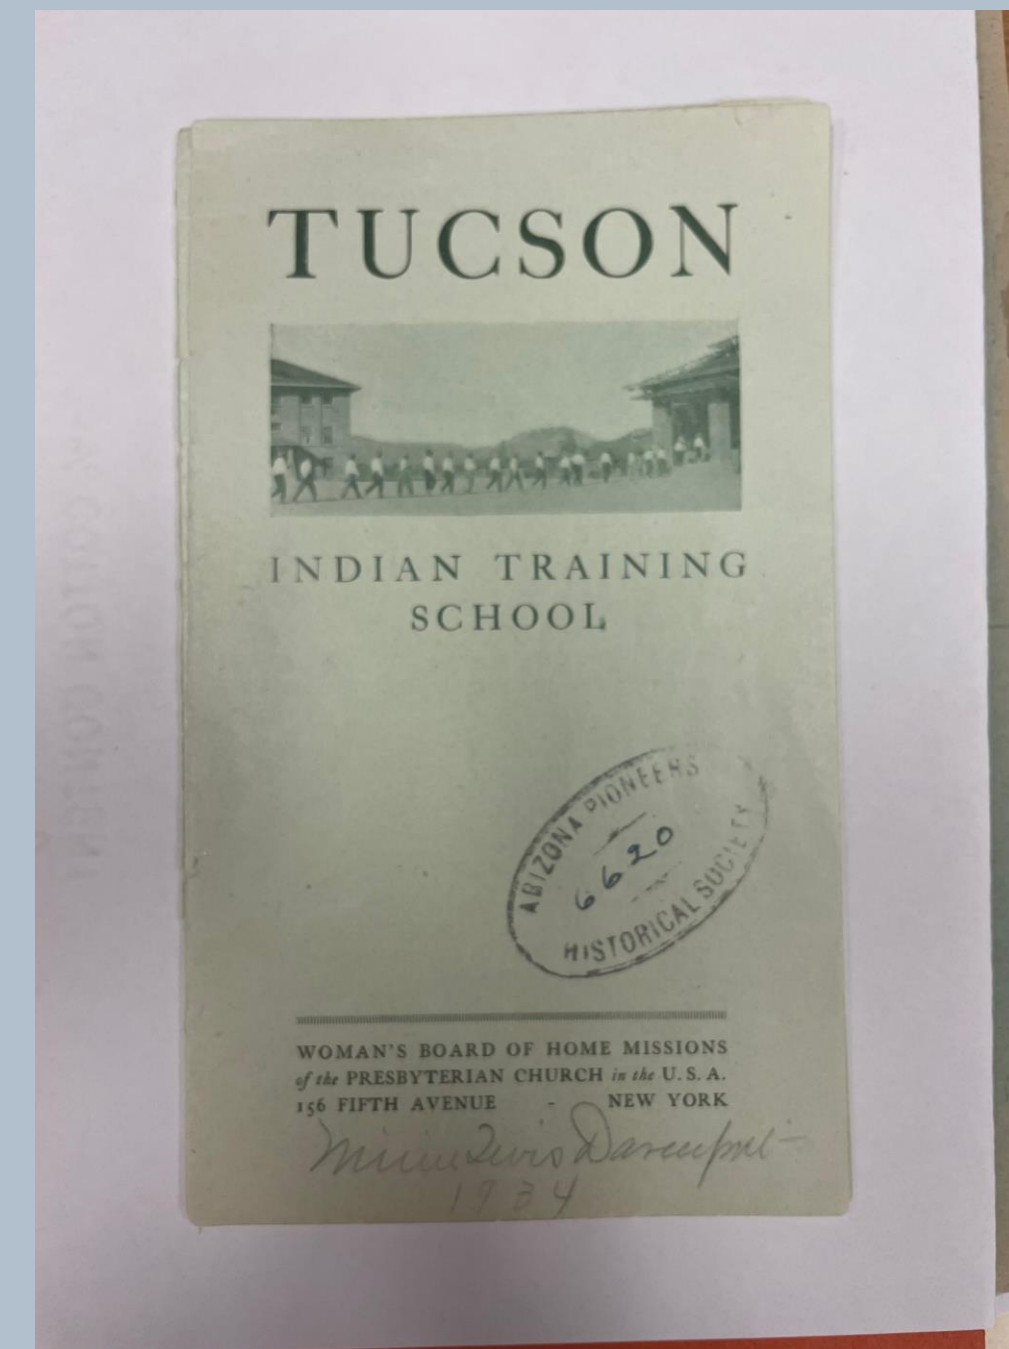 TUCSON
INDIAN TRAINING
SCHOOL
ARIZONA PIONEERS
6620
HISTORICAL SOCIETY
WOMAN'S BOARD OF HOME MISSIONS
of the PRESBYTERIAN CHURCH in the U. S. A.
156 FIFTH AVENUE - NEW YORK
Davenport
1934